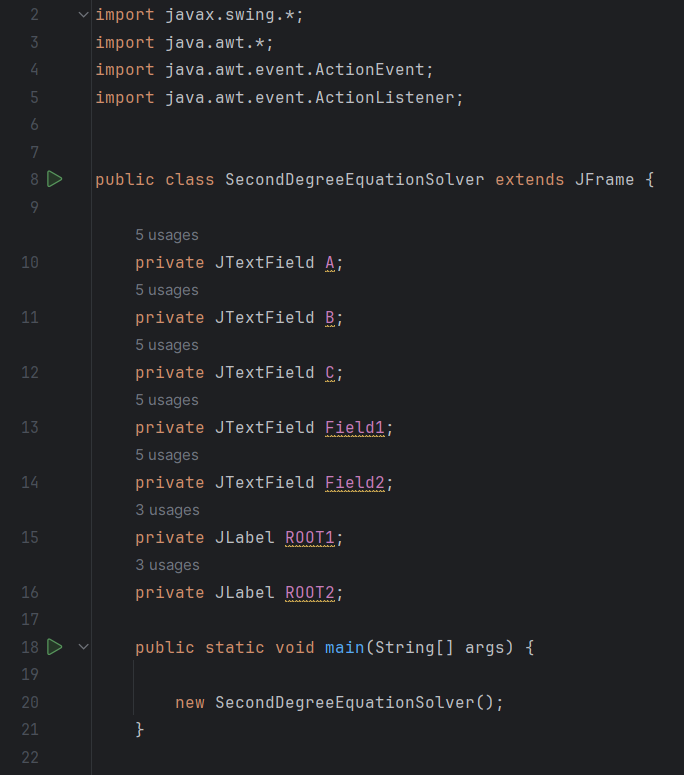 2 import javax.swing.*;
3 import java.awt.*;
4 import java.awt.event.ActionEvent;
5 import java.awt.event.ActionListener;
6
7
8 public class SecondDegreeEquationSolver extends JFrame {
9
5 usages
10 private JTextField A;
5 usages
11 private JTextField B;
5 usages
12 private JTextField C;
5 usages
13 private JTextField Field1;
5 usages
14 private JTextField Field2;
3 usages
15 private JLabel ROOT1;
3 usages
16 private JLabel ROOT2;
17
18 public static void main(String[] args) {
19
20 new SecondDegreeEquationSolver();
21 }
22